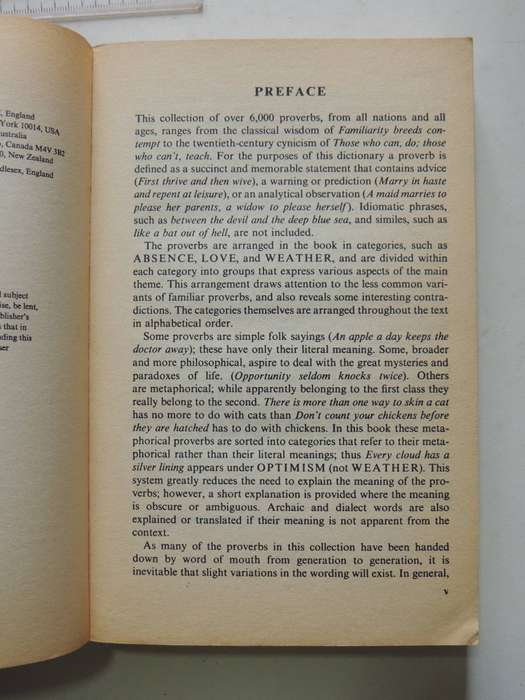 , England
York 10014, USA
ustralia
, Canada M4V 3B2
0, New Zealand
dlesex, England
subject
ise, be lent,
blisher's
that in
ding this
ser
PREFACE
This collection of over 6,000 proverbs, from all nations and all
ages, ranges from the classical wisdom of Familiarity breeds con-
tempt to the twentieth-century cynicism of Those who can, do; those
who can't, teach. For the purposes of this dictionary a proverb is
defined as a succinct and memorable statement that contains advice
(First thrive and then wive), a warning or prediction (Marry in haste
and repent at leisure), or an analytical observation (A maid marries to
please her parents, a widow to please herself). Idiomatic phrases,
such as between the devil and the deep blue sea, and similes, such as
like a bat out of hell, are not included.
The proverbs are arranged in the book in categories, such as
ABSENCE, LOVE, and WEATHER, and are divided within
each category into groups that express various aspects of the main
theme. This arrangement draws attention to the less common vari-
ants of familiar proverbs, and also reveals some interesting contra-
dictions. The categories themselves are arranged throughout the text
in alphabetical order.
Some proverbs are simple folk sayings (An apple a day keeps the
doctor away); these have only their literal meaning. Some, broader
and more philosophical, aspire to deal with the great mysteries and
paradoxes of life. (Opportunity seldom knocks twice). Others
are metaphorical; while apparently belonging to the first class they
really belong to the second. There is more than one way to skin a cat
has no more to do with cats than Don't count your chickens before
they are hatched has to do with chickens. In this book these meta-
phorical proverbs are sorted into categories that refer to their meta-
phorical rather than their literal meanings; thus Every cloud has a
silver lining appears under OPTIMISM (not WEATHER). This
system greatly reduces the need to explain the meaning of the pro-
verbs; however, a short explanation is provided where the meaning
is obscure or ambiguous. Archaic and dialect words are also
explained or translated if their meaning is not apparent from the
context.
As many of the proverbs in this collection have been handed
down by word of mouth from generation to generation, it is
inevitable that slight variations in the wording will exist. In general,
v